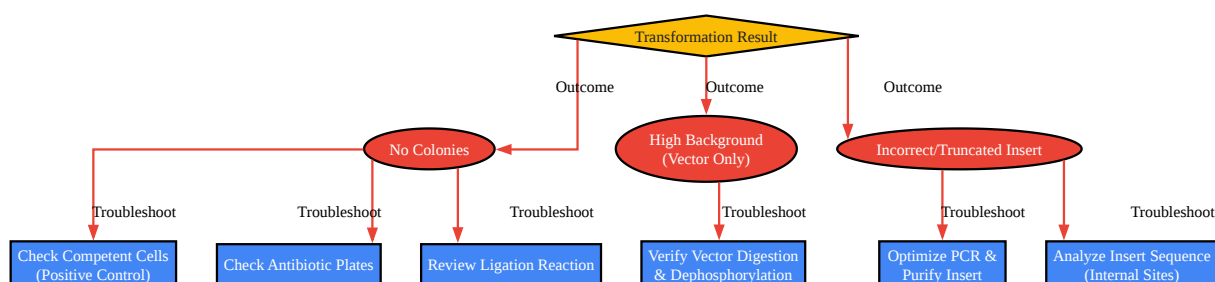 Transformation Result
Outcome
Outcome
Outcome
No Colonies
High Background
(Vector Only)
Incorrect/Truncated Insert
Troubleshoot
Troubleshoot
Troubleshoot
Troubleshoot
Troubleshoot
Troubleshoot
Check Competent Cells
(Positive Control)
Check Antibiotic Plates
Review Ligation Reaction
Verify Vector Digestion
& Dephosphorylation
Optimize PCR &
Purify Insert
Analyze Insert Sequence
(Internal Sites)